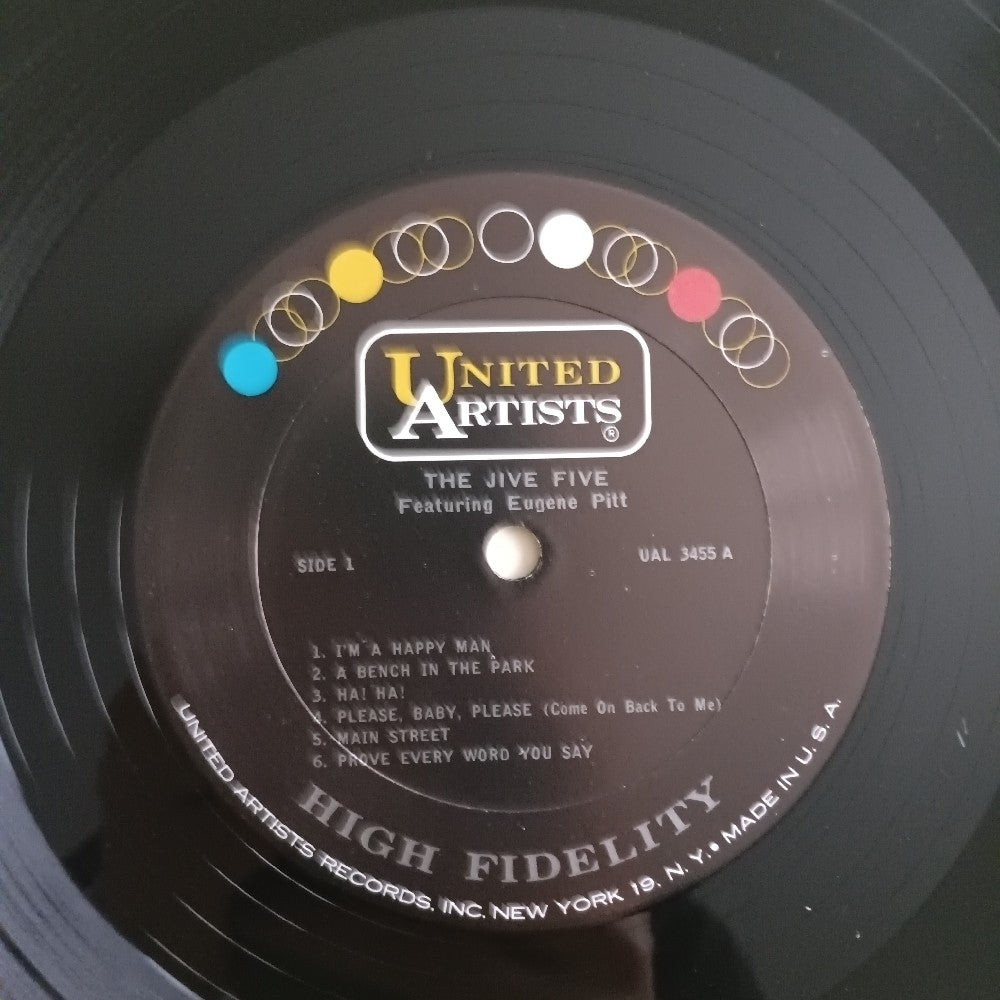 UNITED
ARTISTS
®
THE JIVE FIVE
Featuring Eugene Pitt
SIDE 1
UAL 3455 A
1. I'M A HAPPY MAN
2. A BENCH IN THE PARK
3. HA! HA!
4. PLEASE, BABY, PLEASE (Come On Back To Me)
5. MAIN STREET
6. PROVE EVERY WORD YOU SAY
HIGH FIDELITY
UNITED ARTISTS RECORDS, INC. NEW YORK 19, N. Y. • MADE IN U. S. A.